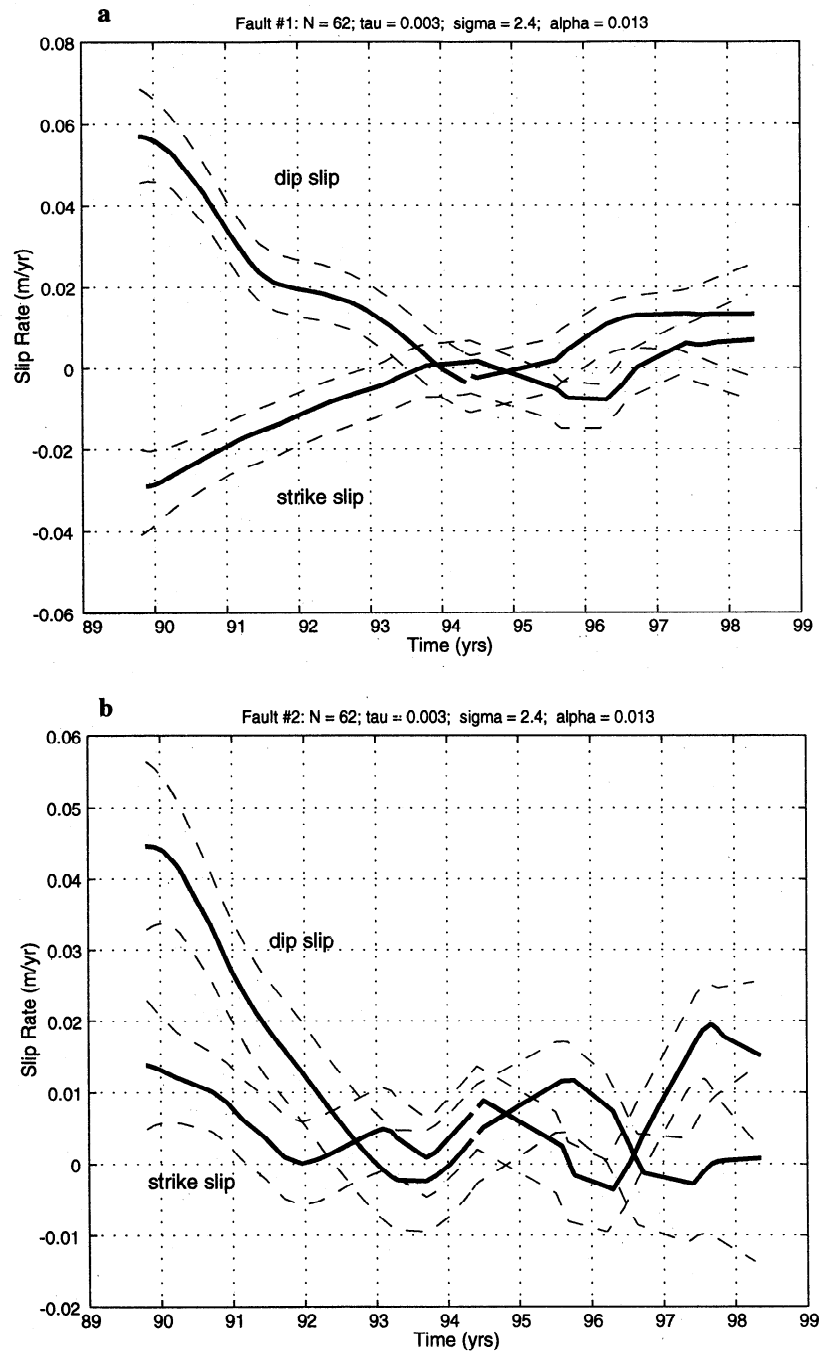 a
Fault #1: N = 62; tau = 0.003; sigma = 2.4; alpha = 0.013
0.08
0.06
0.04
0.02
0
-0.02
-0.04
-0.06
Slip Rate (m/yr)
dip slip
strike slip
89 90 91 92 93 94 95 96 97 98 99
Time (yrs)
b
Fault #2: N = 62; tau = 0.003; sigma = 2.4; alpha = 0.013
0.06
0.05
0.04
0.03
0.02
0.01
0
-0.01
-0.02
Slip Rate (m/yr)
dip slip
strike slip
89 90 91 92 93 94 95 96 97 98 99
Time (yrs)